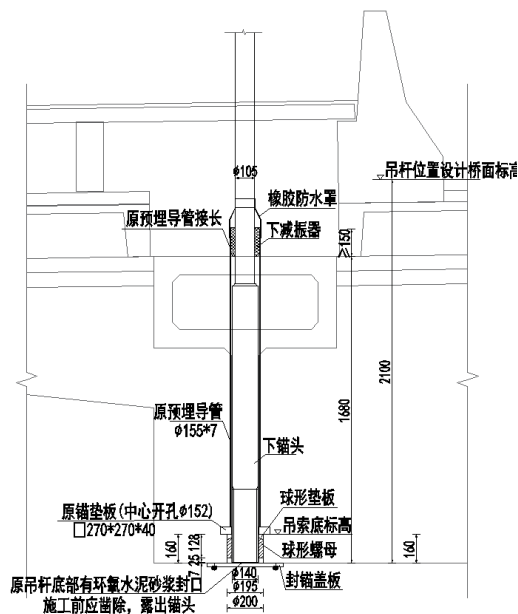 φ105
吊杆位置设计桥面标高
橡胶防水罩
原预埋导管接长
下减振器
≥150
2100
1680
原预埋导管
φ155*7
下锚头
原锚垫板(中心开孔φ152)
□270*270*40
球形垫板
吊索底标高
160
128
25
7
球形螺母
160
原吊杆底部有环氧水泥砂浆封口
施工前应凿除，露出锚头
φ140
φ195
φ200
封锚盖板